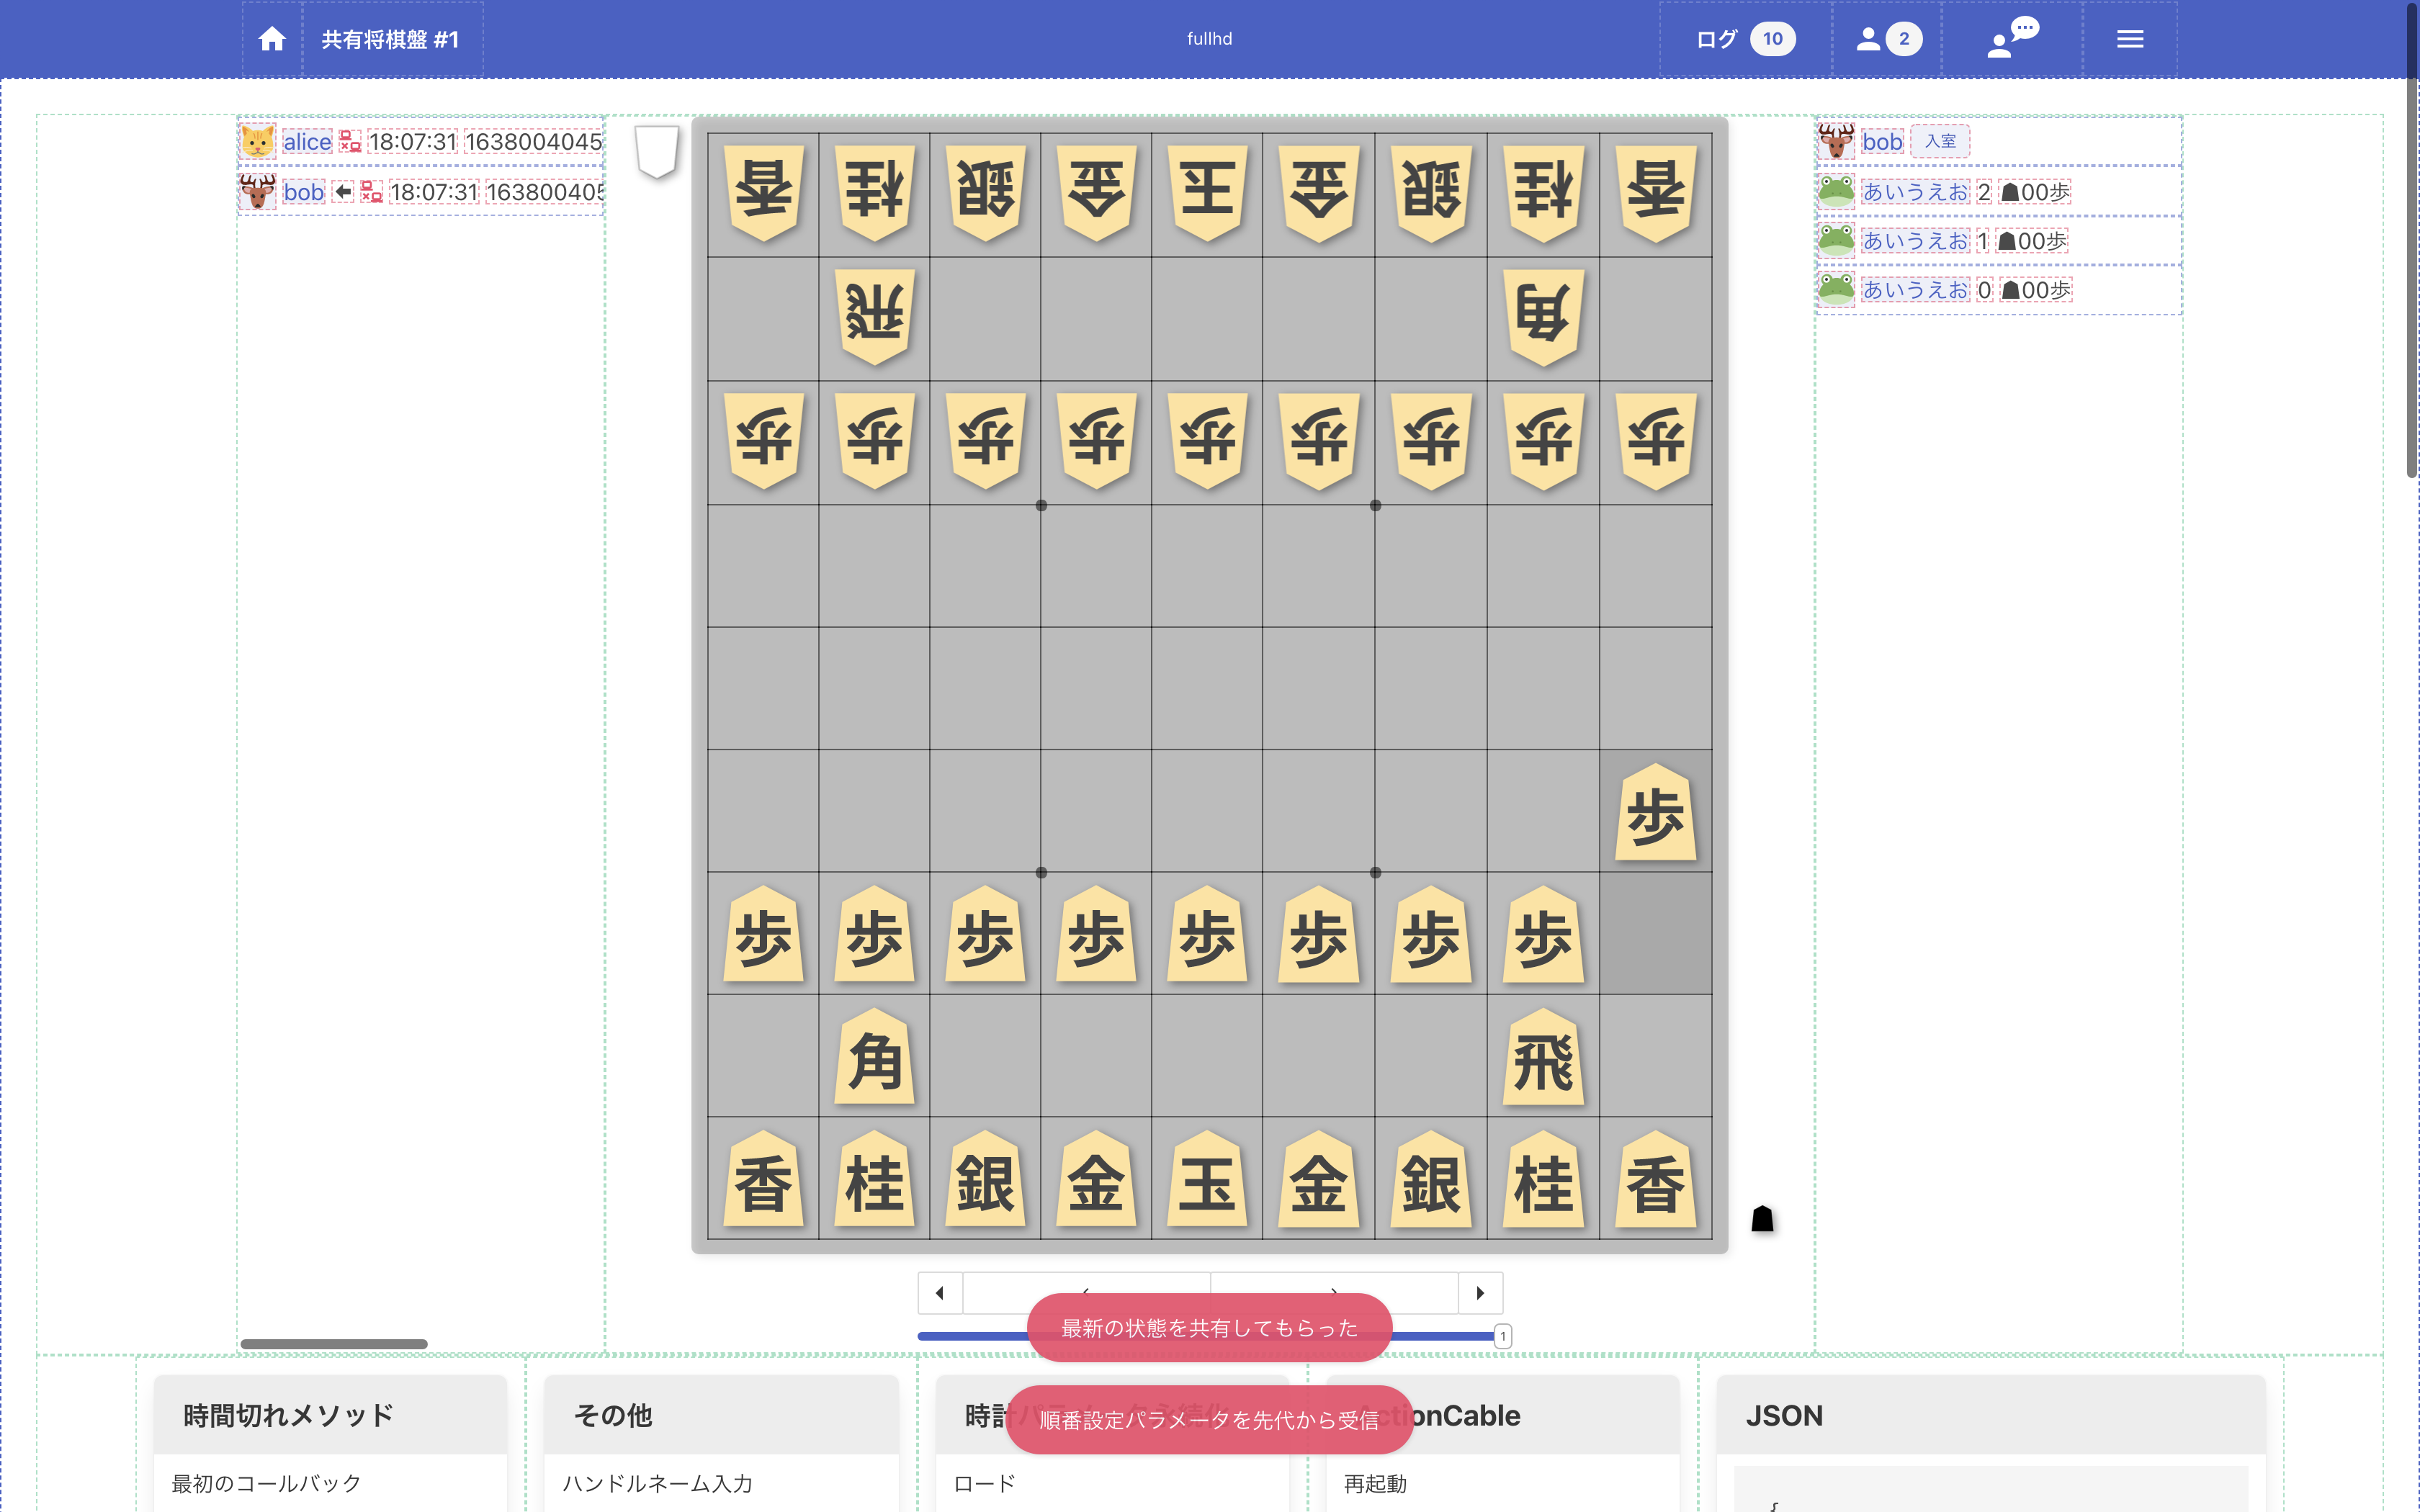 共有将棋盤 #1
fullhd
ログ 10
2
alice 18:07:31 1638004045
bob 18:07:31 163800405
bob 入室
あいうえお 2 ☗00歩
あいうえお 1 ☗00歩
あいうえお 0 ☗00歩
香 桂 銀 金 玉 金 銀 桂 香
飛 角
歩 歩 歩 歩 歩 歩 歩 歩 歩
歩
歩 歩 歩 歩 歩 歩 歩 歩
角 飛
香 桂 銀 金 玉 金 銀 桂 香
最新の状態を共有してもらった
1
順番設定パラメータを先代から受信
時間切れメソッド
最初のコールバック
その他
ハンドルネーム入力
時計
ロード
ActionCable
再起動
JSON
{